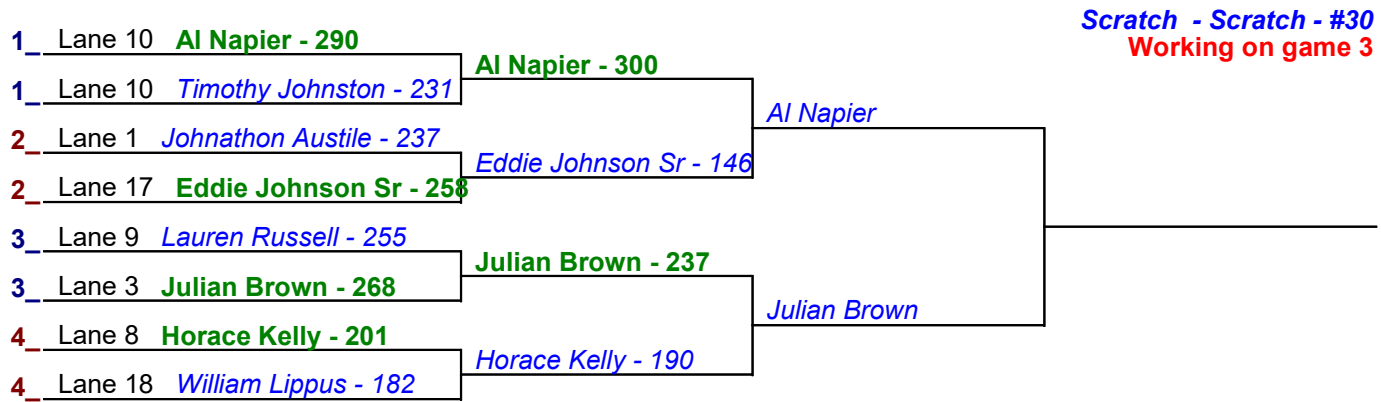 Scratch  - Scratch - #30
Working on game 3
1_ Lane 10 Al Napier - 290
1_ Lane 10 Timothy Johnston - 231
2_ Lane 1 Johnathon Austile - 237
2_ Lane 17 Eddie Johnson Sr - 258
3_ Lane 9 Lauren Russell - 255
3_ Lane 3 Julian Brown - 268
4_ Lane 8 Horace Kelly - 201
4_ Lane 18 William Lippus - 182
Al Napier - 300
Eddie Johnson Sr - 146
Julian Brown - 237
Horace Kelly - 190
Al Napier
Julian Brown